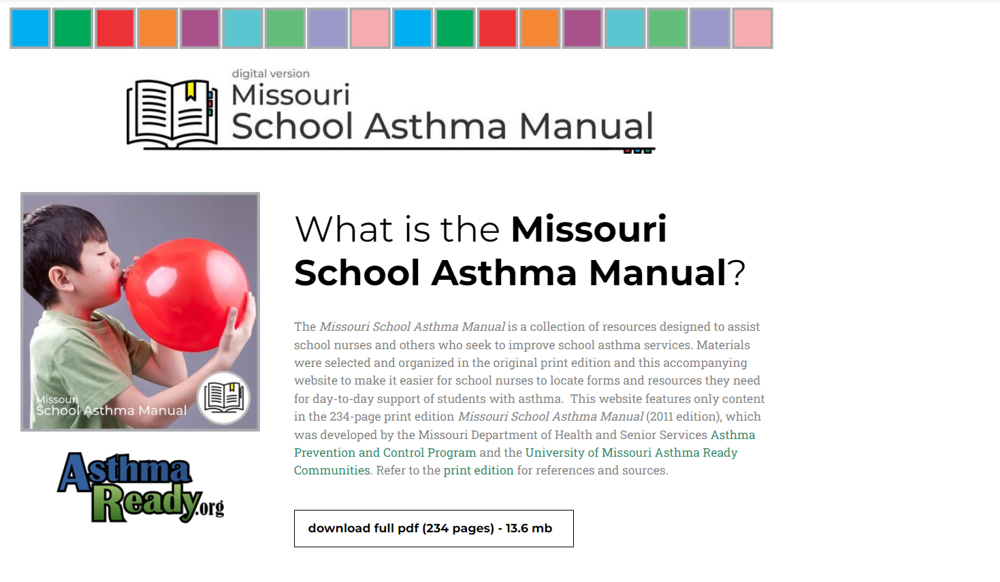 digital version
Missouri
School Asthma Manual
What is the Missouri
School Asthma Manual?
The Missouri School Asthma Manual is a collection of resources designed to assist
school nurses and others who seek to improve school asthma services. Materials
were selected and organized in the original print edition and this accompanying
website to make it easier for school nurses to locate forms and resources they need
for day-to-day support of students with asthma.  This website features only content
in the 234-page print edition Missouri School Asthma Manual (2011 edition), which
was developed by the Missouri Department of Health and Senior Services Asthma
Prevention and Control Program and the University of Missouri Asthma Ready
Communities. Refer to the print edition for references and sources.
download full pdf (234 pages) - 13.6 mb
Missouri
School Asthma Manual
Asthma
Ready.org